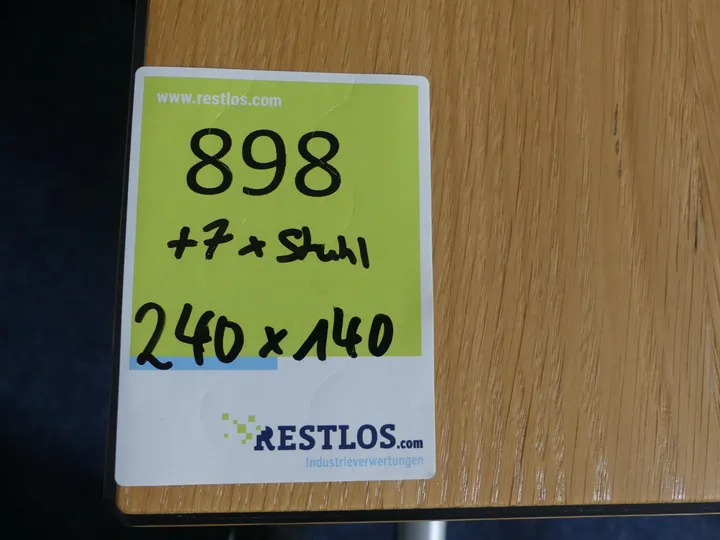 www.restlos.com
898
+7 x Stuhl
240 x 140
RESTLOS.com
Industrieverwertungen